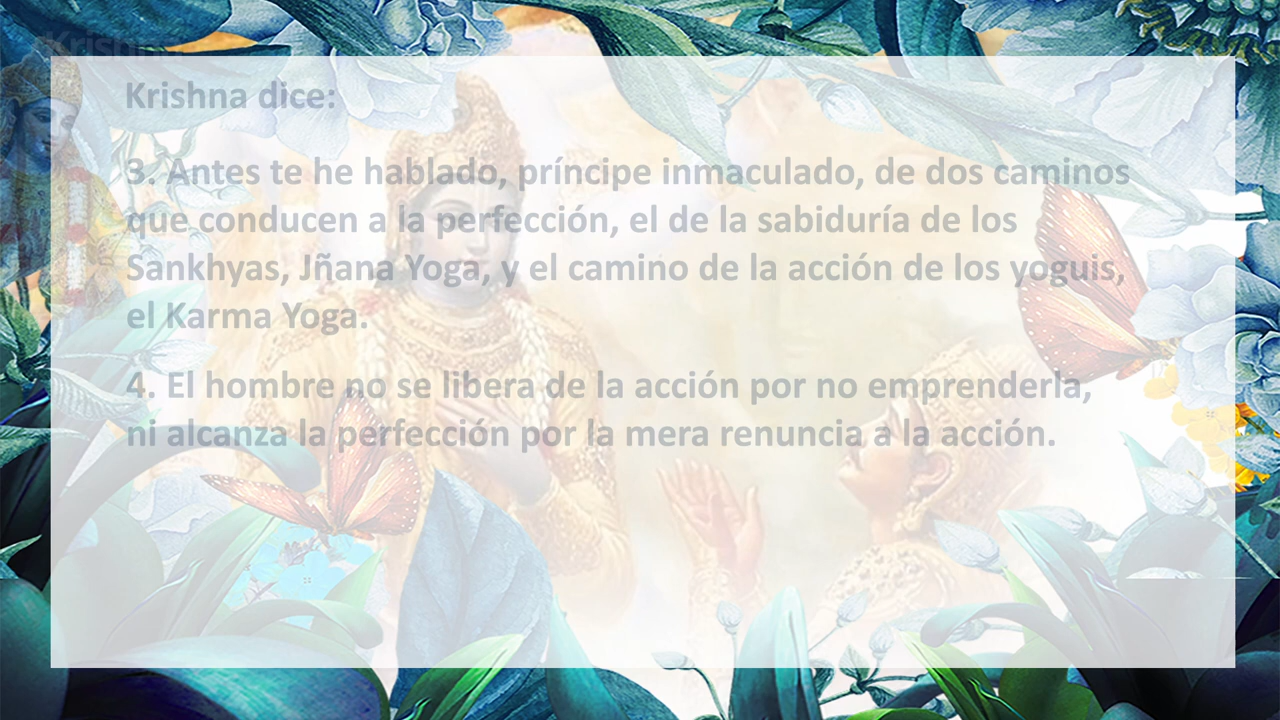 Krishna
Krishna dice:
3. Antes te he hablado, príncipe inmaculado, de dos caminos
que conducen a la perfección, el de la sabiduría de los
Sankhyas, Jñana Yoga, y el camino de la acción de los yoguis,
el Karma Yoga.
4. El hombre no se libera de la acción por no emprenderla,
ni alcanza la perfección por la mera renuncia a la acción.